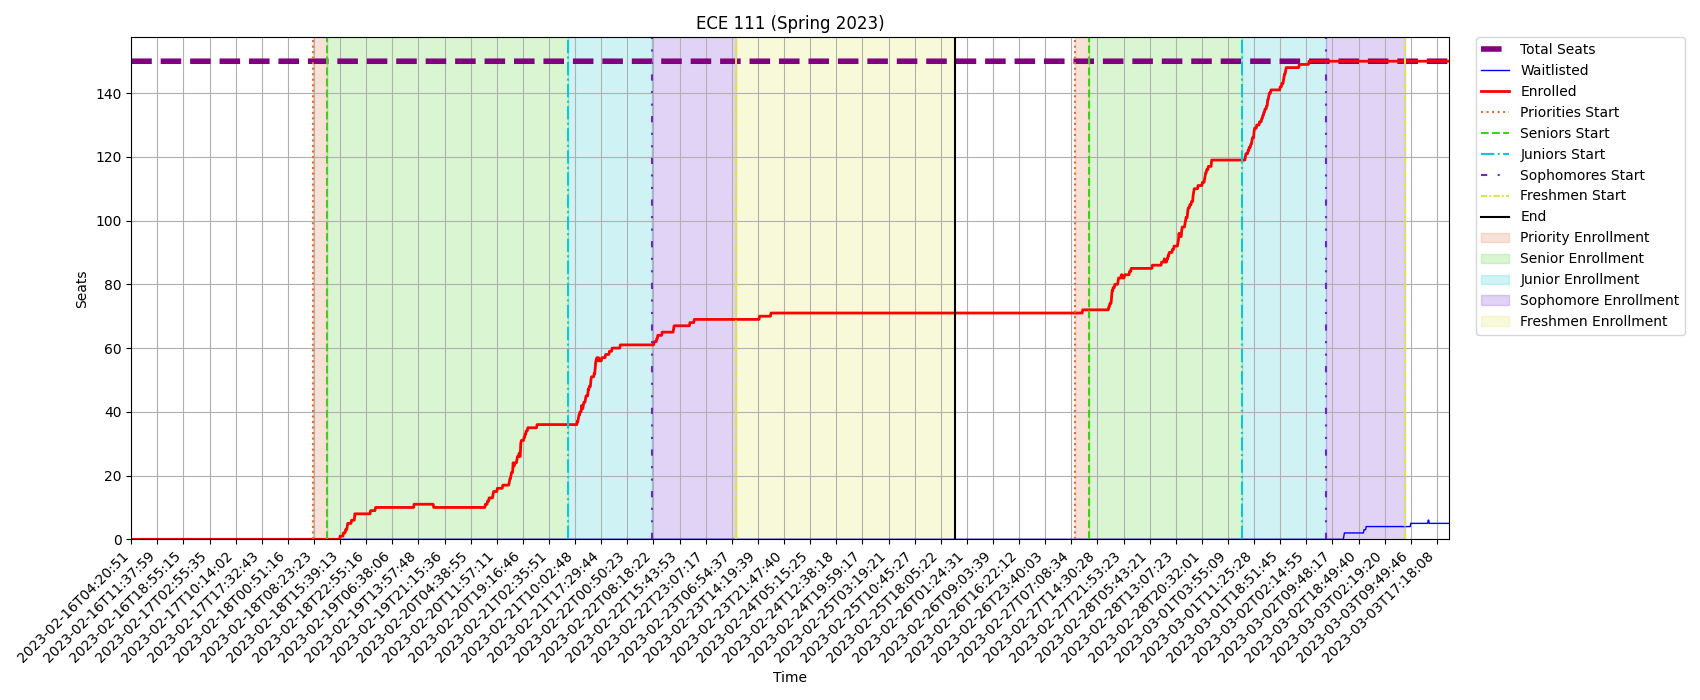 ECE 111 (Spring 2023)
Seats
140
120
100
80
60
40
20
0
2023-02-16T04:20:51
2023-02-16T11:37:59
2023-02-16T18:55:15
2023-02-17T02:55:35
2023-02-17T10:14:02
2023-02-17T17:32:43
2023-02-18T00:51:16
2023-02-18T08:23:23
2023-02-18T15:39:13
2023-02-18T22:55:16
2023-02-19T06:38:06
2023-02-19T13:57:48
2023-02-19T21:15:36
2023-02-20T04:38:55
2023-02-20T11:57:11
2023-02-20T19:16:46
2023-02-21T02:35:51
2023-02-21T10:02:48
2023-02-21T17:29:44
2023-02-22T00:50:23
2023-02-22T08:18:22
2023-02-22T15:43:53
2023-02-22T23:07:17
2023-02-23T06:54:37
2023-02-23T14:19:39
2023-02-23T21:47:40
2023-02-24T05:15:25
2023-02-24T12:38:18
2023-02-24T19:59:17
2023-02-25T03:19:21
2023-02-25T10:45:27
2023-02-25T18:05:22
2023-02-26T01:24:31
2023-02-26T09:03:39
2023-02-26T16:22:12
2023-02-26T23:40:03
2023-02-27T07:08:34
2023-02-27T14:30:28
2023-02-27T21:53:23
2023-02-28T05:43:21
2023-02-28T13:07:23
2023-02-28T20:32:01
2023-03-01T03:55:09
2023-03-01T11:25:28
2023-03-01T18:51:45
2023-03-02T02:14:55
2023-03-02T09:48:17
2023-03-02T18:49:40
2023-03-03T02:19:20
2023-03-03T09:49:46
2023-03-03T17:18:08
Time
Total Seats
Waitlisted
Enrolled
Priorities Start
Seniors Start
Juniors Start
Sophomores Start
Freshmen Start
End
Priority Enrollment
Senior Enrollment
Junior Enrollment
Sophomore Enrollment
Freshmen Enrollment